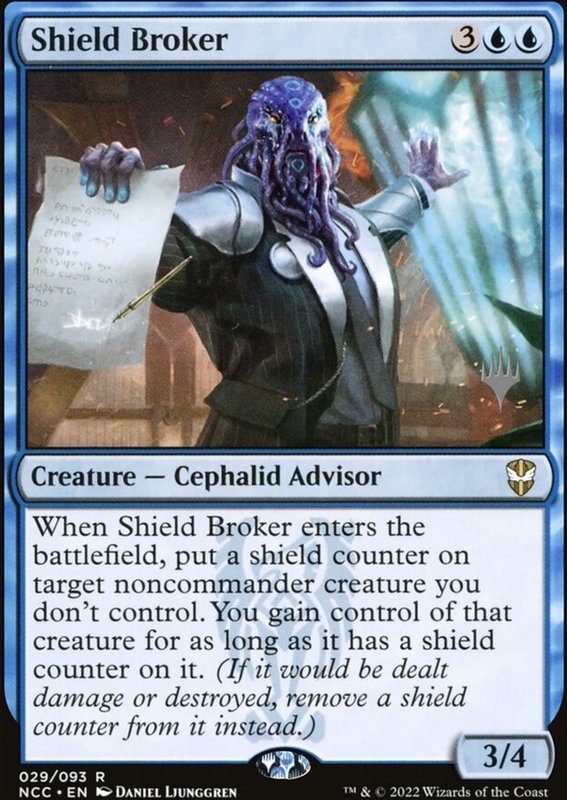 Shield Broker 3
Creature — Cephalid Advisor
When Shield Broker enters the
battlefield, put a shield counter on
target noncommander creature you
don't control. You gain control of that
creature for as long as it has a shield
counter on it. (If it would be dealt
damage or destroyed, remove a shield
counter from it instead.)
3/4
029/093 R
NCC • EN Daniel Ljunggren
™ & © 2022 Wizards of the Coast